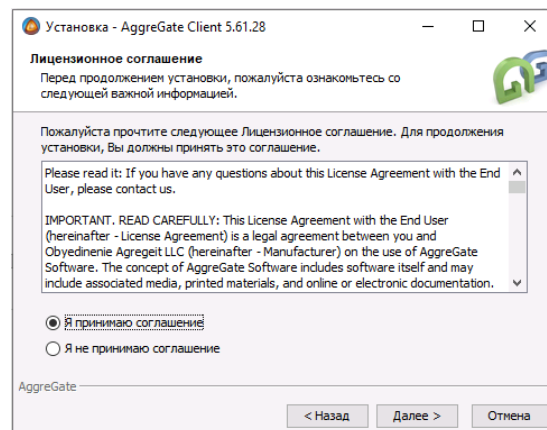 Установка - AggreGate Client 5.61.28
Лицензионное соглашение
Перед продолжением установки, пожалуйста ознакомьтесь со
следующей важной информацией.
Пожалуйста прочтите следующее Лицензионное соглашение. Для продолжения
установки, Вы должны принять это соглашение.
Please read it: If you have any questions about this License Agreement with the End
User, please contact us.
IMPORTANT. READ CAREFULLY: This License Agreement with the End User
(hereinafter - License Agreement) is a legal agreement between you and
Obyedinenie Agregeit LLC (hereinafter - Manufacturer) on the use of AggreGate
Software. The concept of AggreGate Software includes software itself and may
include associated media, printed materials, and online or electronic documentation.
Я принимаю соглашение
Я не принимаю соглашение
AggreGate
< Назад
Далее >
Отмена